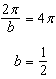 2π/b = 4π
b = 1/2